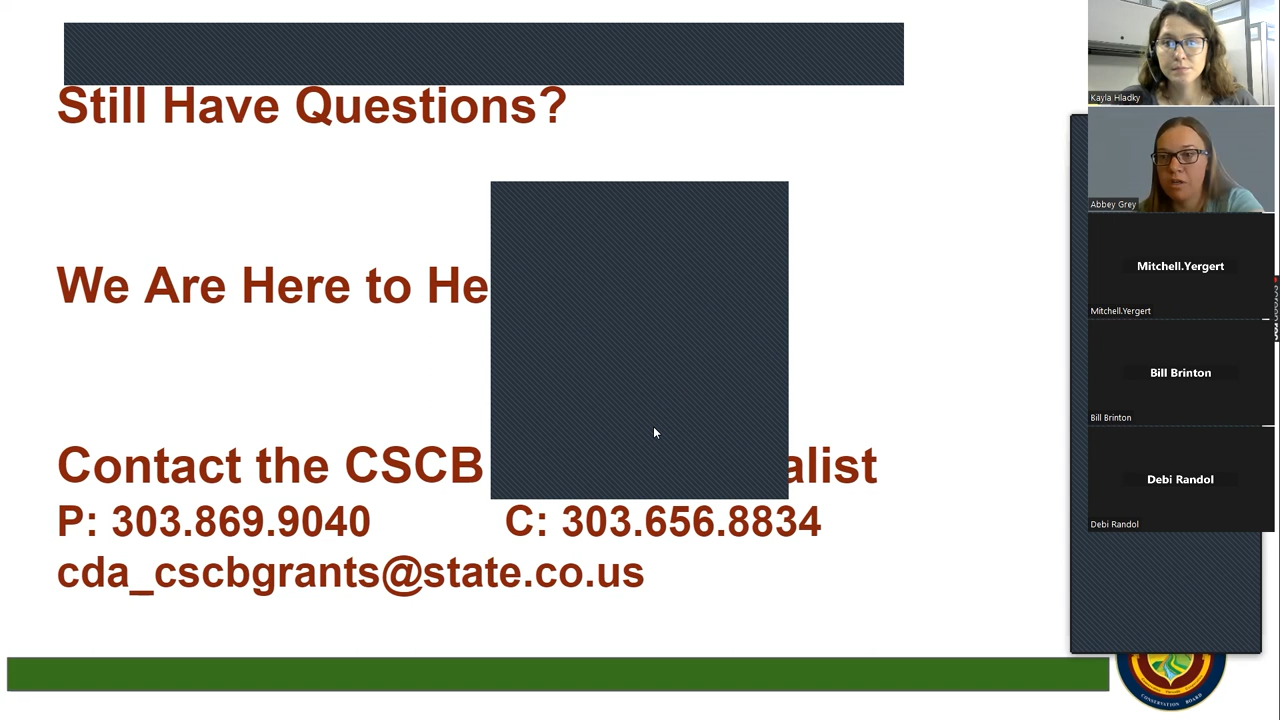 Still Have Questions?
We Are Here to He
Contact the CSCB alist
P: 303.869.9040 C: 303.656.8834
cda_cscbgrants@state.co.us
Kayla Hladky
Abbey Grey
Mitchell.Yergert
Mitchell.Yergert
Bill Brinton
Bill Brinton
Debi Randol
Debi Randol
CONSERVATION BOARD